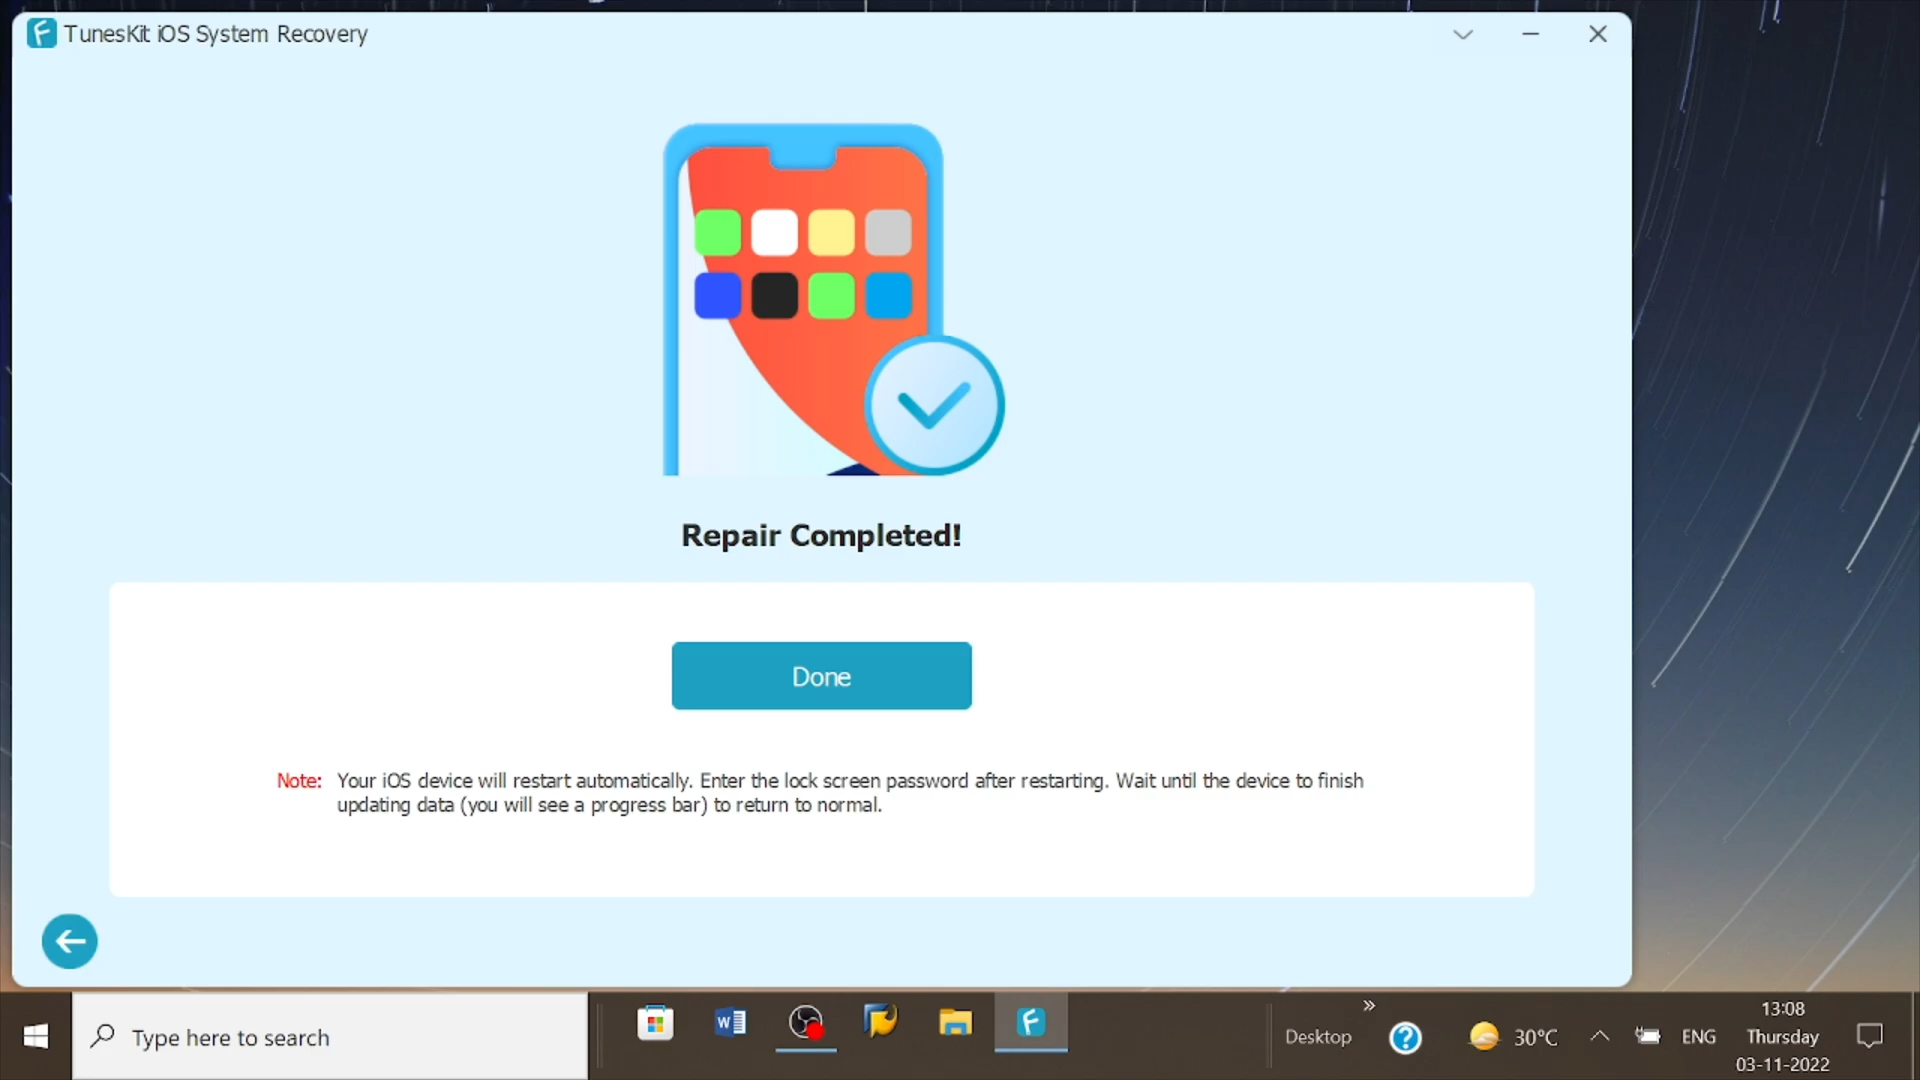 TunesKit iOS System Recovery
Repair Completed!
Done
Note: Your iOS device will restart automatically. Enter the lock screen password after restarting. Wait until the device to finish
updating data (you will see a progress bar) to return to normal.
Type here to search
Desktop
30°C
ENG
13:08
Thursday
03-11-2022